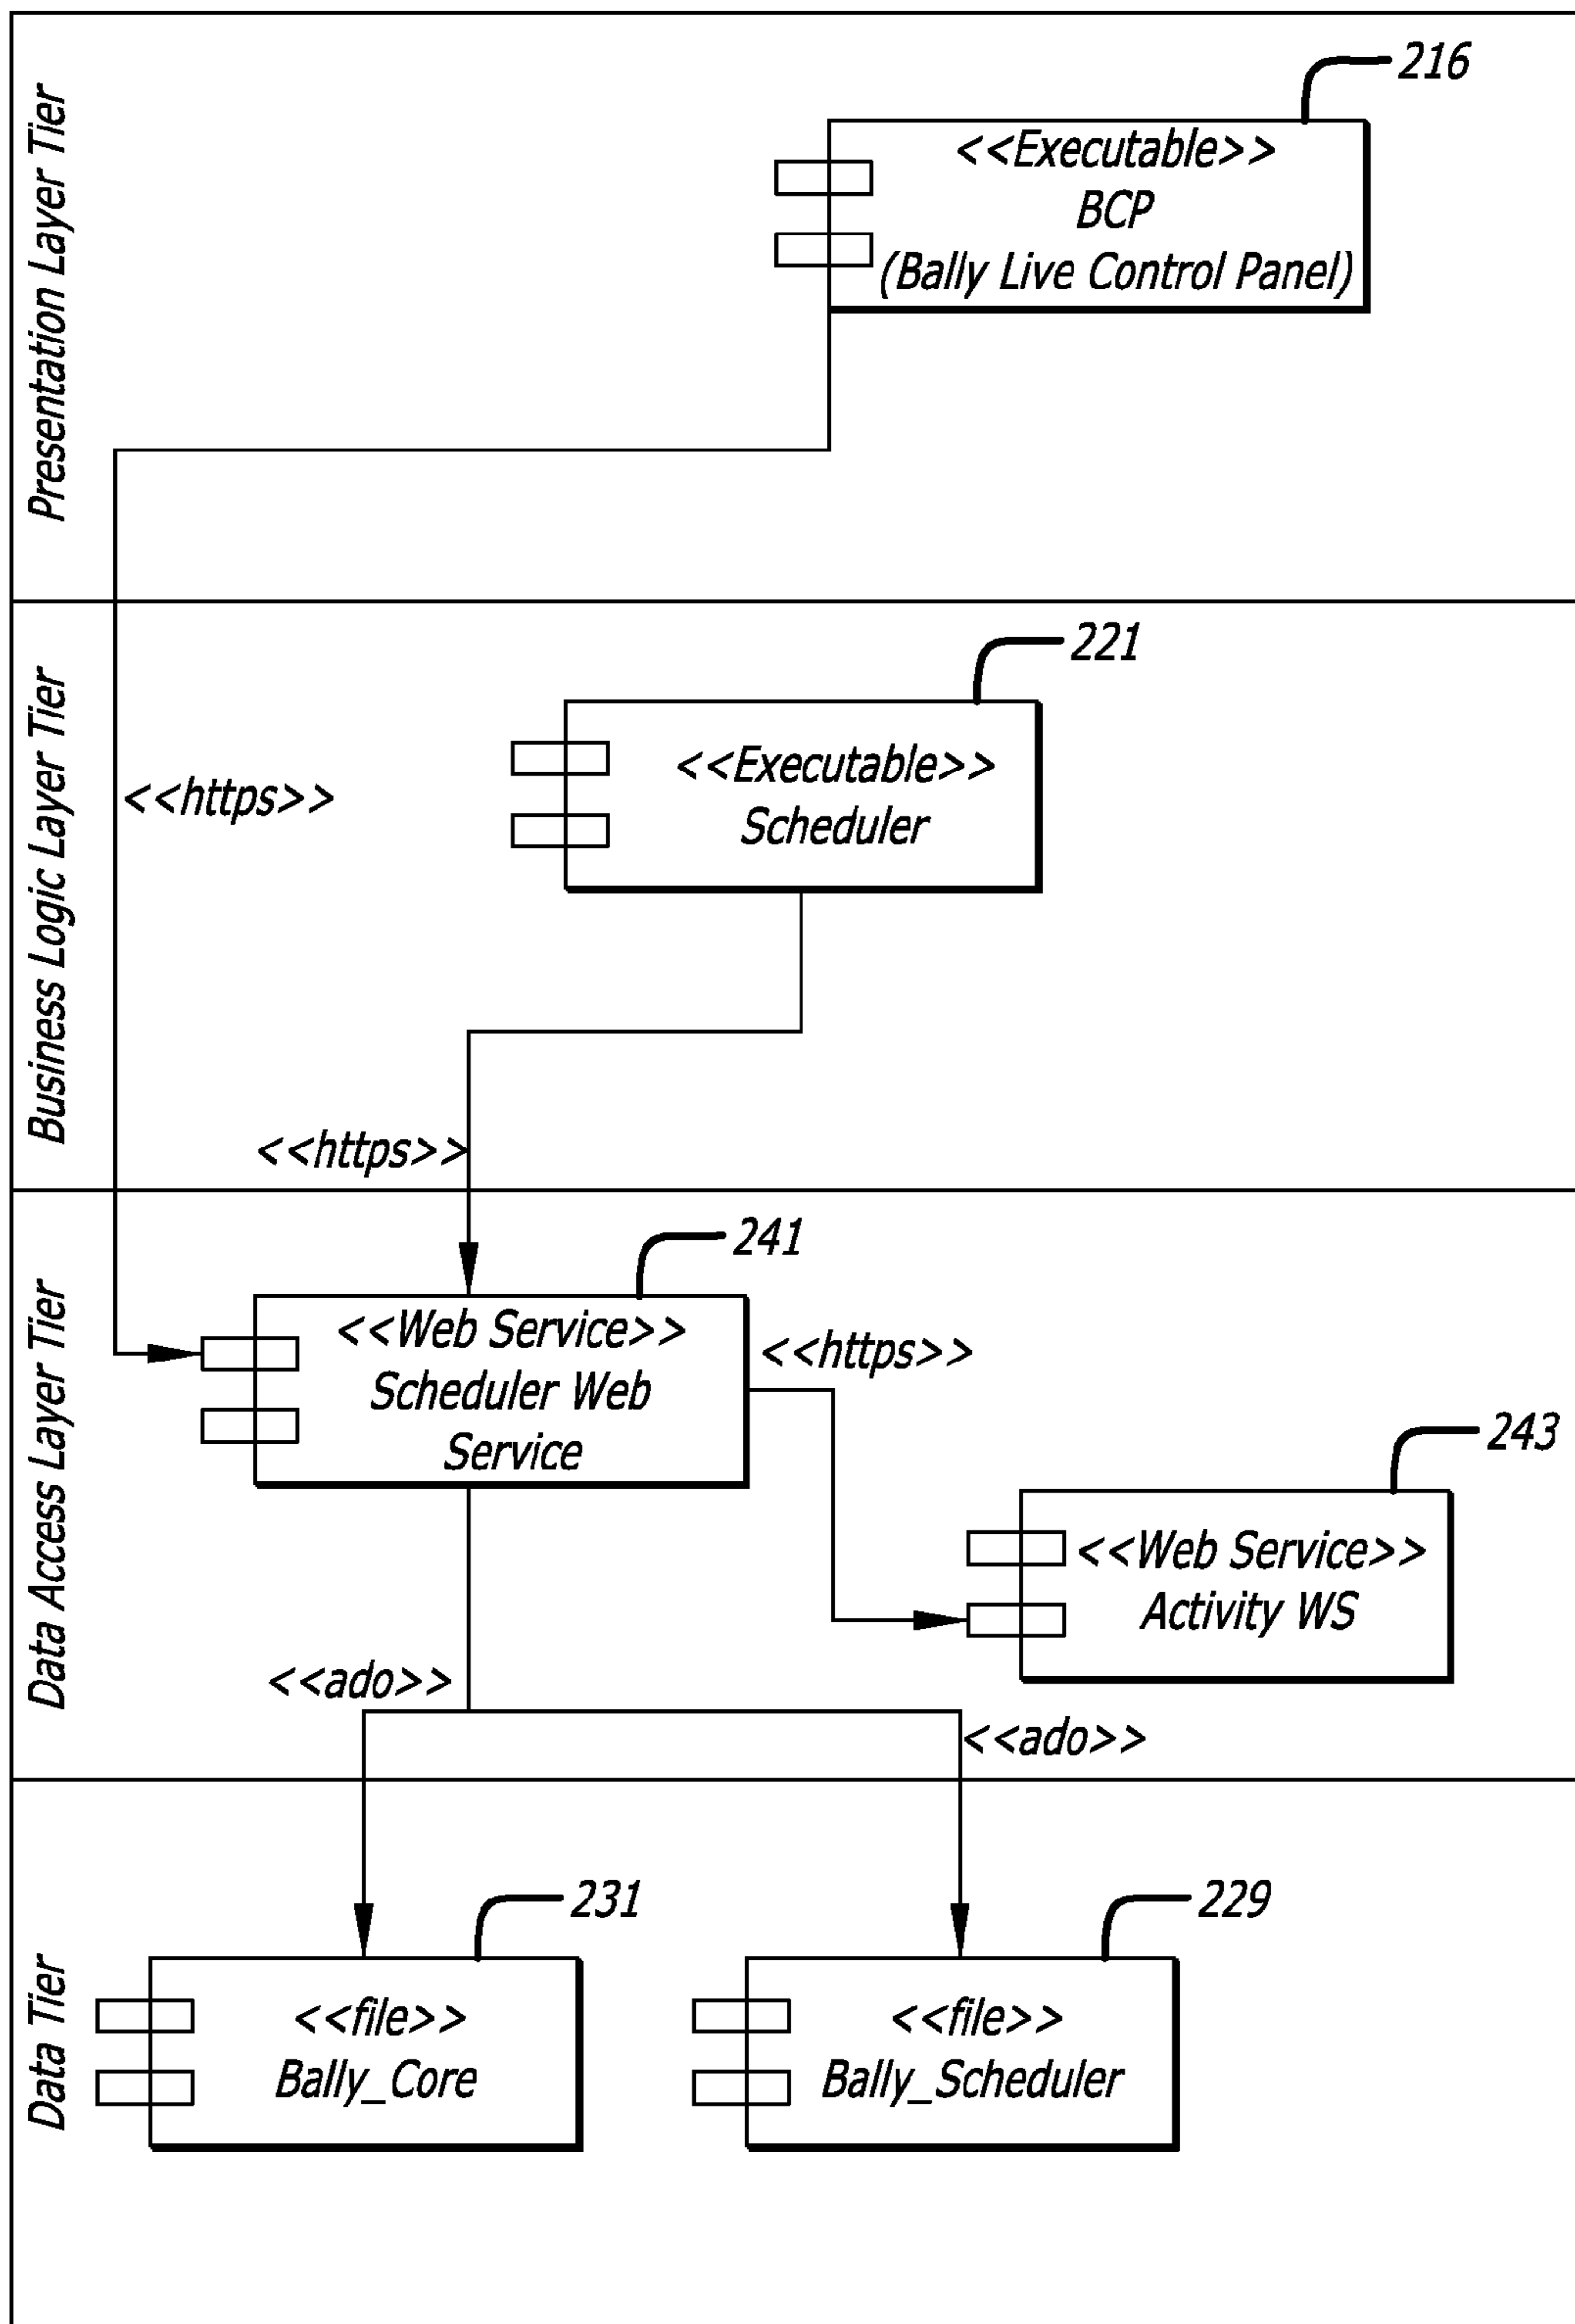 Presentation Layer Tier
216
<<Executable>>
BCP
(Bally Live Control Panel)
Business Logic Layer Tier
221
<<Executable>>
Scheduler
<<https>>
<<https>>
Data Access Layer Tier
241
<<Web Service>>
Scheduler Web
Service
<<https>>
243
<<Web Service>>
Activity WS
<<ado>>
<<ado>>
Data Tier
231
<<file>>
Bally_Core
229
<<file>>
Bally_Scheduler